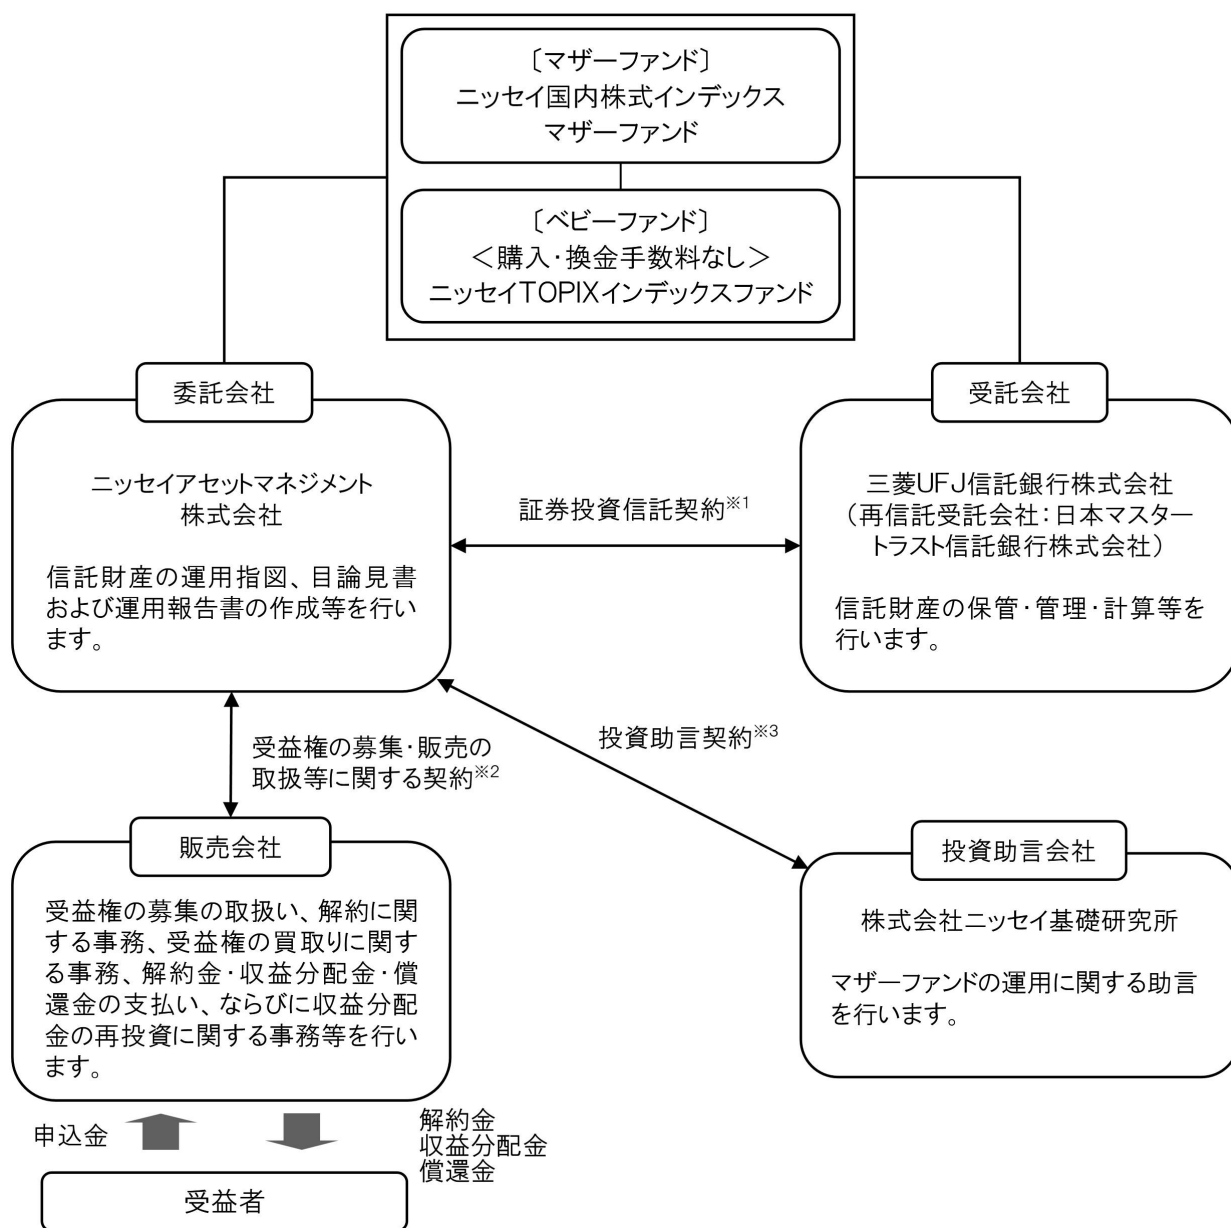 〔マザーファンド〕
ニッセイ国内株式インデックス
マザーファンド
〔ベビーファンド〕
＜購入・換金手数料なし＞
ニッセイTOPIXインデックスファンド
委託会社
ニッセイアセットマネジメント
株式会社
信託財産の運用指図、目論見書
および運用報告書の作成等を行い
ます。
証券投資信託契約※1
受託会社
三菱UFJ信託銀行株式会社
（再信託受託会社：日本マスター
トラスト信託銀行株式会社）
信託財産の保管・管理・計算等を
行います。
受益権の募集・販売の
取扱等に関する契約※2
投資助言契約※3
販売会社
受益権の募集の取扱い、解約に関
する事務、受益権の買取りに関す
る事務、解約金・収益分配金・償
還金の支払い、ならびに収益分配
金の再投資に関する事務等を行い
ます。
投資助言会社
株式会社ニッセイ基礎研究所
マザーファンドの運用に関する助言
を行います。
申込金
解約金
収益分配金
償還金
受益者